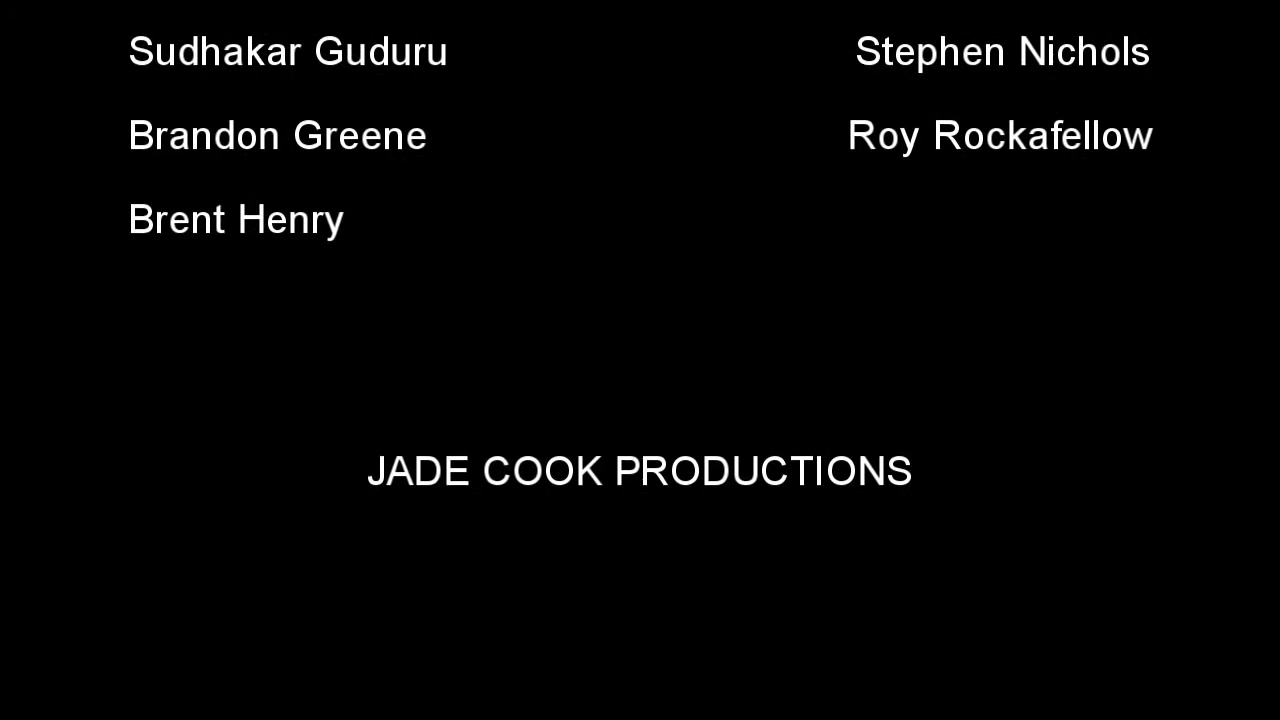 Sudhakar Guduru Stephen Nichols
Brandon Greene Roy Rockafellow
Brent Henry
JADE COOK PRODUCTIONS